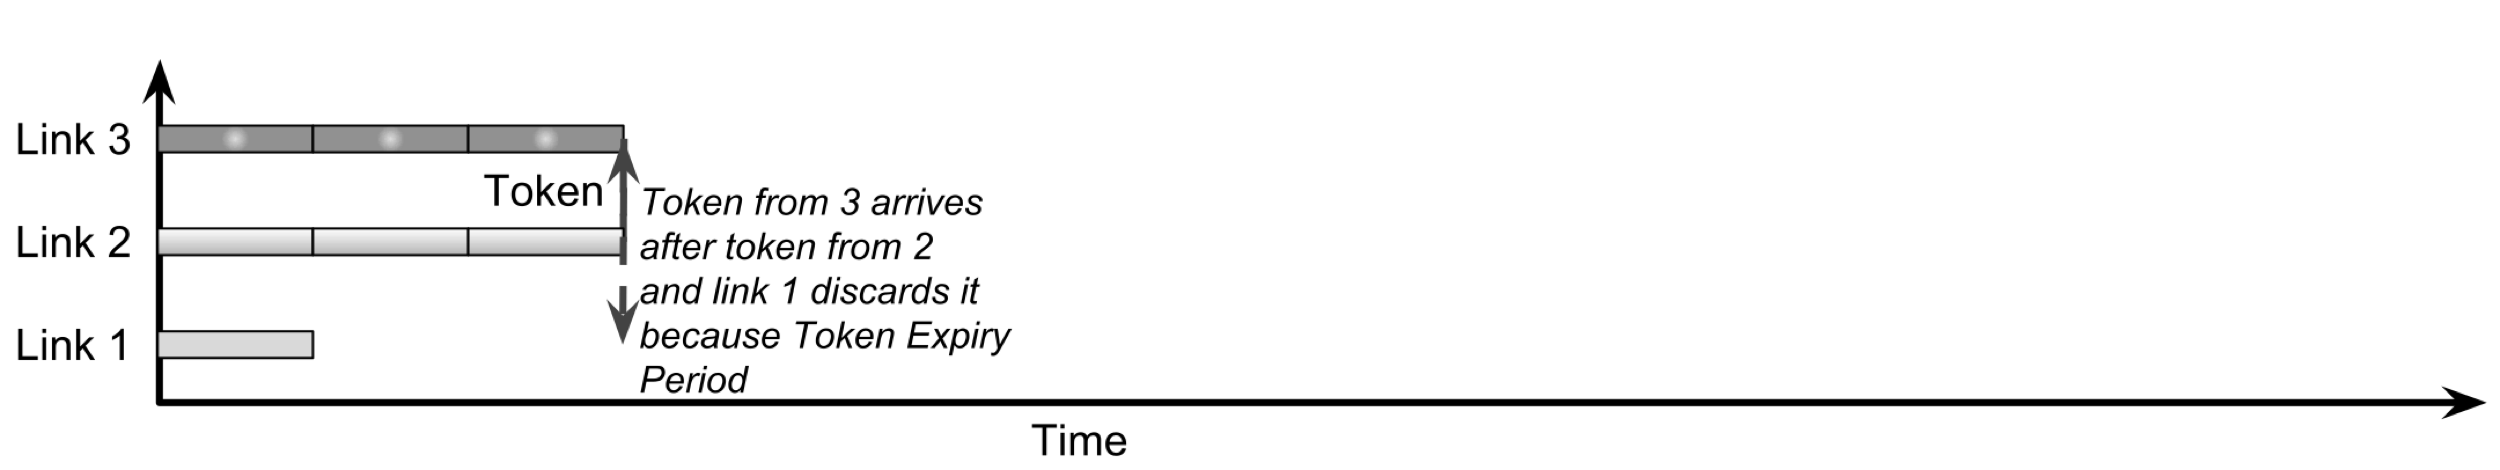 Link 3
Token
Token from 3 arrives
after token from 2
and link 1 discards it
because Token Expiry
Period
Link 2
Link 1
Time